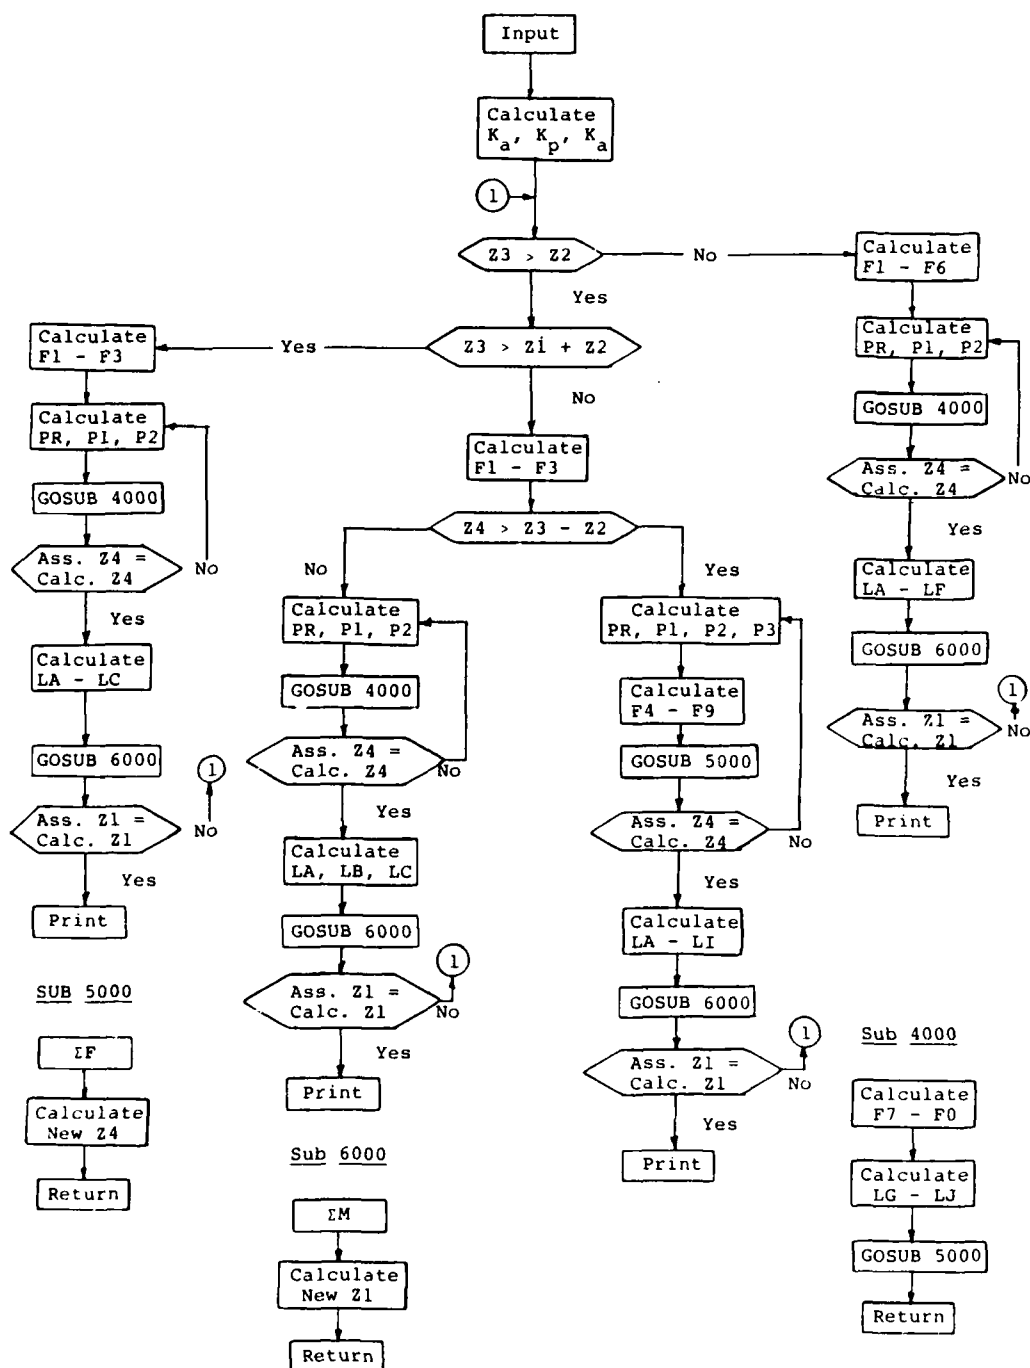 Input
Calculate
Ka, Kp, Ka
1
Z3 > Z2
No
Yes
Z3 > Zi + Z2
Yes
No
Calculate
F1 - F3
Z4 > Z3 - Z2
No
Yes
Calculate
F1 - F3
Calculate
PR, P1, P2
GOSUB 4000
Ass. Z4 =
Calc. Z4
No
Yes
Calculate
LA - LC
GOSUB 6000
1
Ass. Z1 =
Calc. Z1
No
Yes
Print
Calculate
PR, P1, P2
GOSUB 4000
Ass. Z4 =
Calc. Z4
No
Yes
Calculate
LA, LB, LC
GOSUB 6000
1
Ass. Z1 =
Calc. Z1
No
Yes
Print
Calculate
PR, P1, P2, P3
Calculate
F4 - F9
GOSUB 5000
Ass. Z4 =
Calc. Z4
No
Yes
Calculate
LA - LI
GOSUB 6000
1
Ass. Z1 =
Calc. Z1
No
Yes
Print
Calculate
F1 - F6
Calculate
PR, P1, P2
GOSUB 4000
Ass. Z4 =
Calc. Z4
No
Yes
Calculate
LA - LF
GOSUB 6000
1
Ass. Z1 =
Calc. Z1
No
Yes
Print
SUB 5000
ΣF
Calculate
New Z4
Return
Sub 6000
ΣM
Calculate
New Z1
Return
Sub 4000
Calculate
F7 - F0
Calculate
LG - LJ
GOSUB 5000
Return